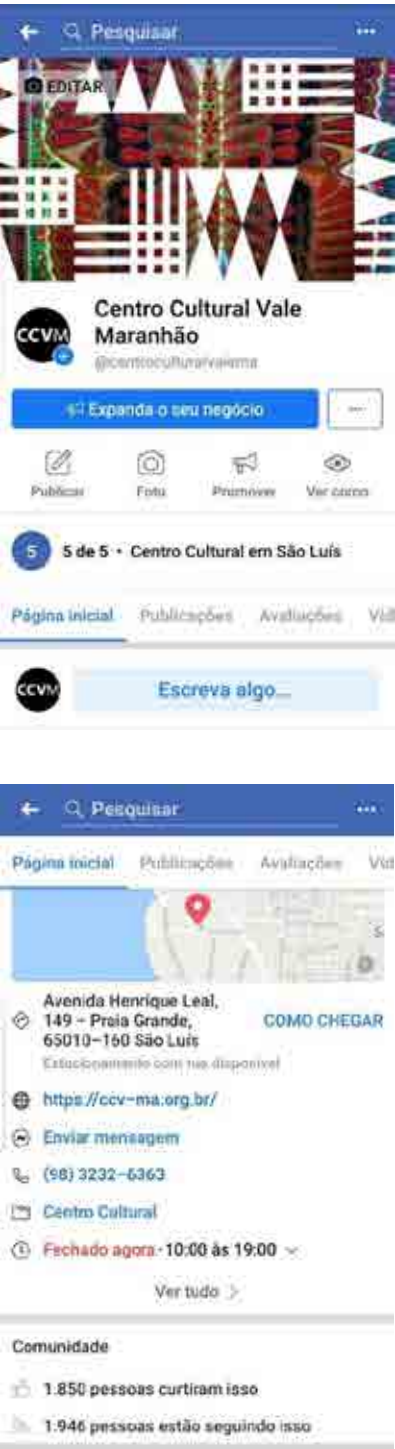 Pesquisar
EDITAR
CCVM
Centro Cultural Vale
Maranhão
@centroculturalvalema
Expanda o seu negócio
Publicar Foto Promover Ver como
5 5 de 5 · Centro Cultural em São Luís
Página inicial Publicações Avaliações Víd
CCVM Escreva algo...
Pesquisar
Página inicial Publicações Avaliações Víd
Avenida Henrique Leal,
149 – Praia Grande,
65010–160 São Luís
COMO CHEGAR
Estacionamento com rua disponível
https://ccv-ma.org.br/
Enviar mensagem
(98) 3232–6363
Centro Cultural
Fechado agora · 10:00 às 19:00
Ver tudo
Comunidade
1.850 pessoas curtiram isso
1.946 pessoas estão seguindo isso